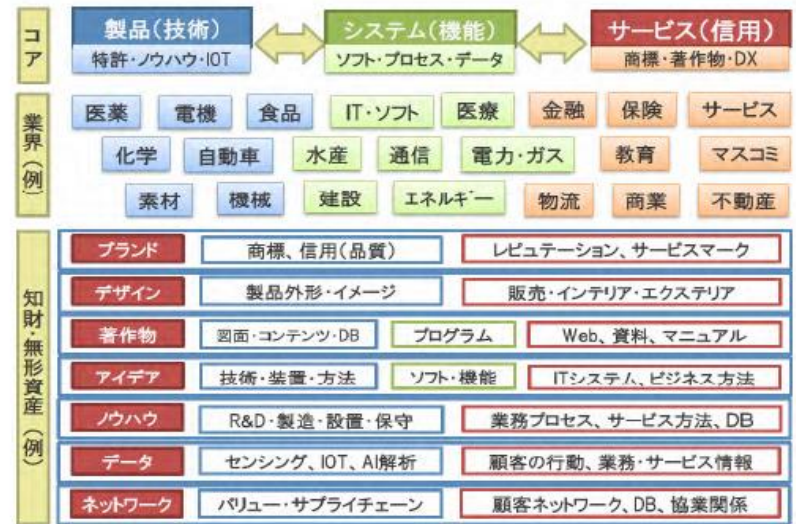 コア
製品(技術)
特許・ノウハウ・IOT
システム(機能)
ソフト・プロセス・データ
サービス(信用)
商標・著作物・DX
業界(例)
医薬 電機 食品 IT・ソフト 医療 金融 保険 サービス
化学 自動車 水産 通信 電力・ガス 教育 マスコミ
素材 機械 建設 エネルギー 物流 商業 不動産
知財・無形資産(例)
ブランド 商標、信用(品質) レピュテーション、サービスマーク
デザイン 製品外形・イメージ 販売・インテリア・エクステリア
著作物 図面・コンテンツ・DB プログラム Web、資料、マニュアル
アイデア 技術・装置・方法 ソフト・機能 ITシステム、ビジネス方法
ノウハウ R&D・製造・設置・保守 業務プロセス、サービス方法、DB
データ センシング、IOT、AI解析 顧客の行動、業務・サービス情報
ネットワーク バリュー・サプライチェーン 顧客ネットワーク、DB、協業関係